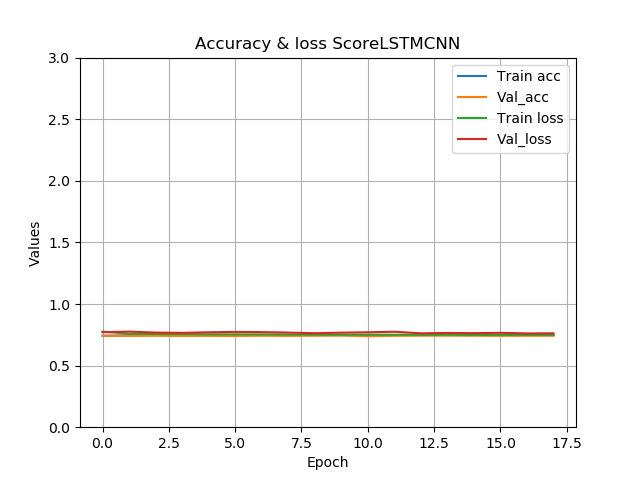 Accuracy & loss ScoreLSTMCNN
3.0
2.5
2.0
1.5
1.0
0.5
0.0
Values
Train acc
Val_acc
Train loss
Val_loss
0.0 2.5 5.0 7.5 10.0 12.5 15.0 17.5
Epoch